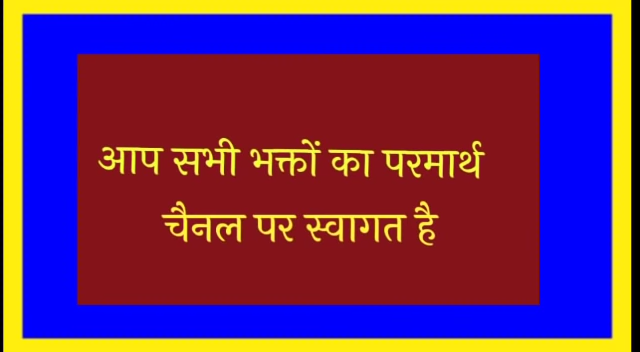 आप सभी भक्तों का परमार्थ
चैनल पर स्वागत है